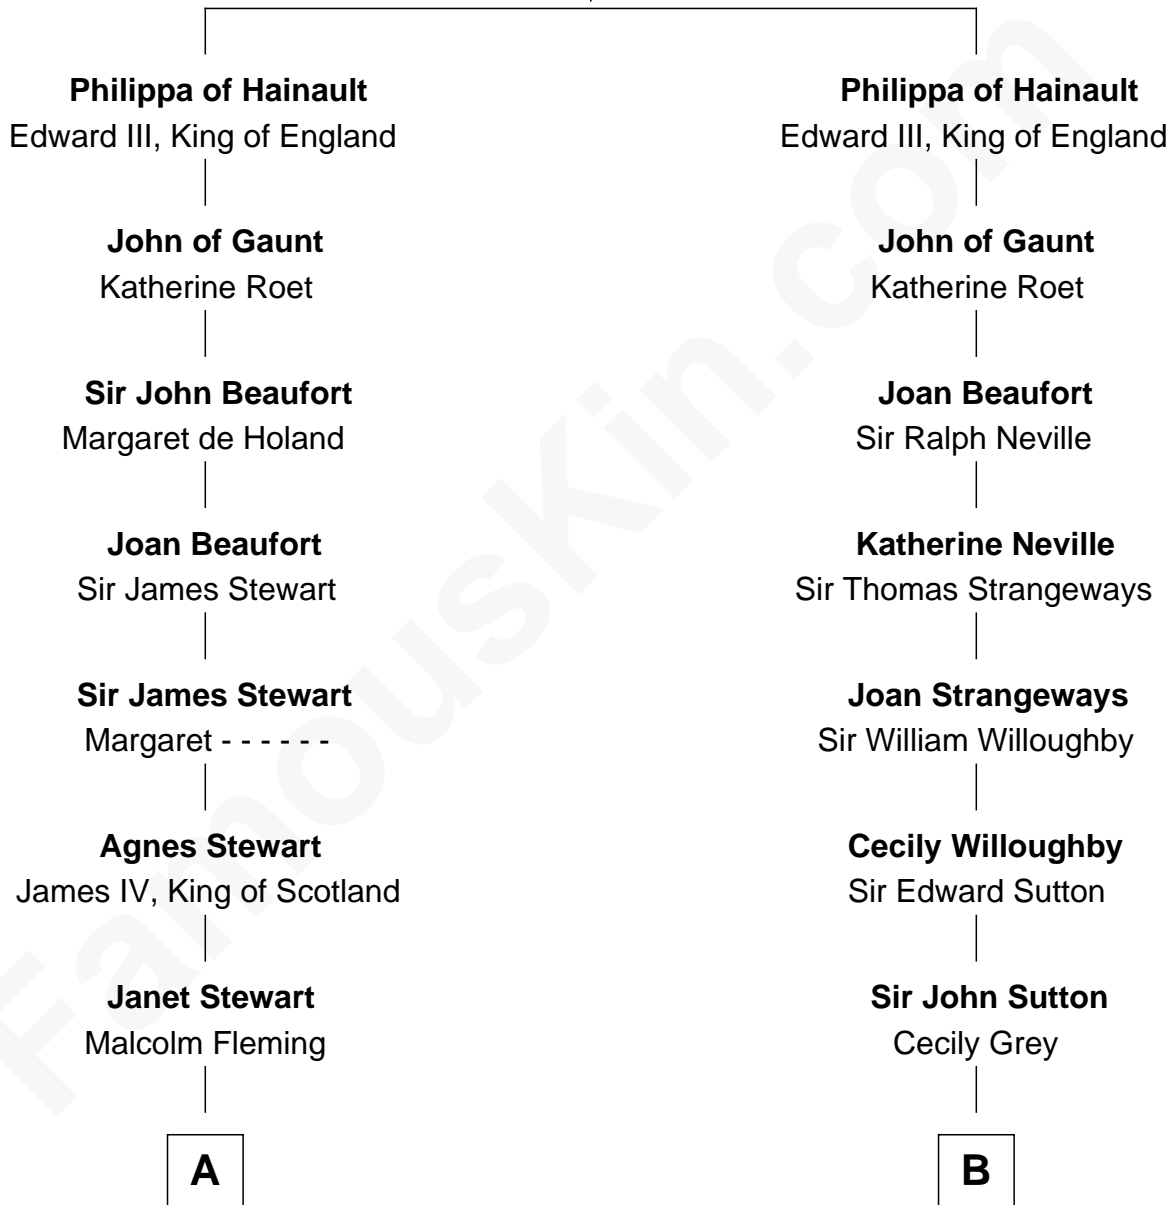 Philippa of Hainault
Edward III, King of England
John of Gaunt
Katherine Roet
Sir John Beaufort
Margaret de Holand
Joan Beaufort
Sir James Stewart
Sir James Stewart
Margaret - - - - - -
Agnes Stewart
James IV, King of Scotland
Janet Stewart
Malcolm Fleming
A
Philippa of Hainault
Edward III, King of England
John of Gaunt
Katherine Roet
Joan Beaufort
Sir Ralph Neville
Katherine Neville
Sir Thomas Strangeways
Joan Strangeways
Sir William Willoughby
Cecily Willoughby
Sir Edward Sutton
Sir John Sutton
Cecily Grey
B
FamousKin.com